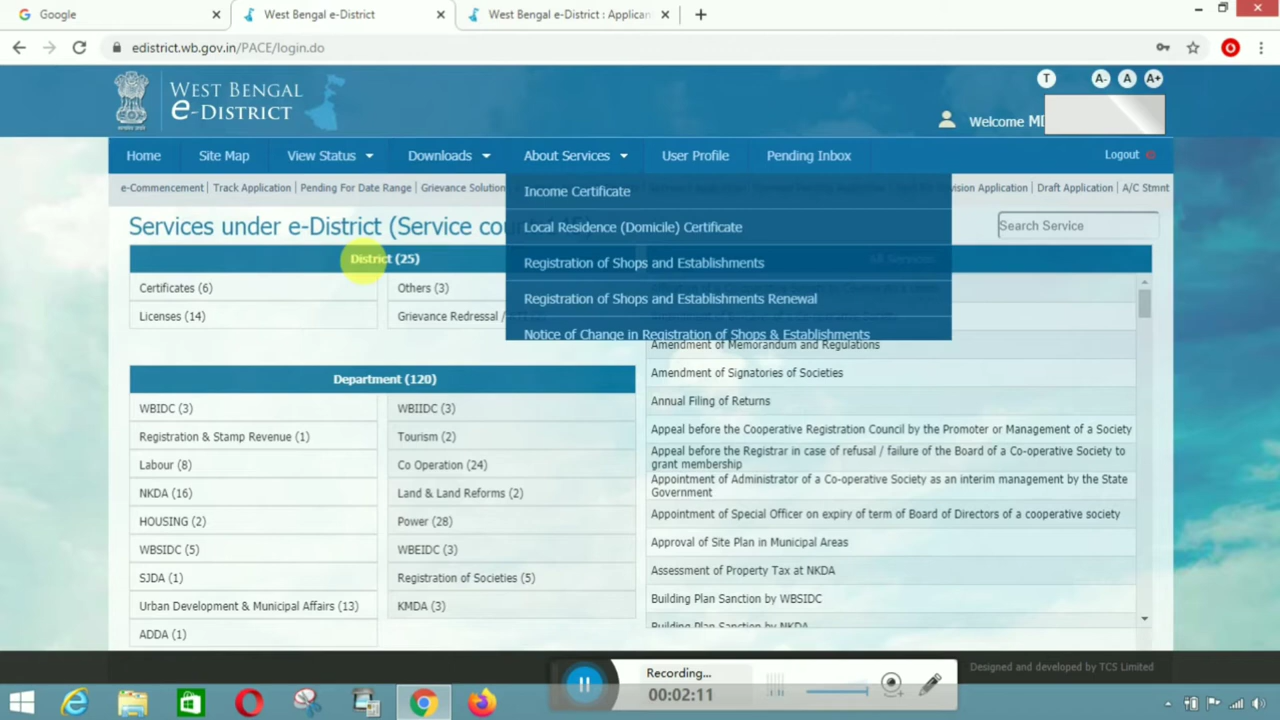 Google
West Bengal e-District
West Bengal e-District : Applican
edistrict.wb.gov.in/PACE/login.do
WEST BENGAL
e-DISTRICT
T A- A A+
Welcome MD
Home Site Map View Status Downloads About Services User Profile Pending Inbox Logout
e-Commencement| Track Application | Pending For Date Range | Grievance Solution
Application | Draft Application | A/C Stmnt
Income Certificate
Local Residence (Domicile) Certificate
Registration of Shops and Establishments
Registration of Shops and Establishments Renewal
Notice of Change in Registration of Shops & Establishments
Services under e-District (Service
Search Service
District (25)
Certificates (6) Others (3)
Licenses (14) Grievance Redressal /
Department (120)
WBIDC (3) WBIIDC (3)
Registration & Stamp Revenue (1) Tourism (2)
Labour (8) Co Operation (24)
NKDA (16) Land & Land Reforms (2)
HOUSING (2) Power (28)
WBSIDC (5) WBEIDC (3)
SJDA (1) Registration of Societies (5)
Urban Development & Municipal Affairs (13) KMDA (3)
ADDA (1)
All Services
Amendment of Memorandum and Regulations
Amendment of Signatories of Societies
Annual Filing of Returns
Appeal before the Cooperative Registration Council by the Promoter or Management of a Society
Appeal before the Registrar in case of refusal / failure of the Board of a Co-operative Society to
grant membership
Appointment of Administrator of a Co-operative Society as an interim management by the State
Government
Appointment of Special Officer on expiry of term of Board of Directors of a cooperative society
Approval of Site Plan in Municipal Areas
Assessment of Property Tax at NKDA
Building Plan Sanction by WBSIDC
Building Plan Sanction by NKDA
Designed and developed by TCS Limited
Recording...
00:02:11